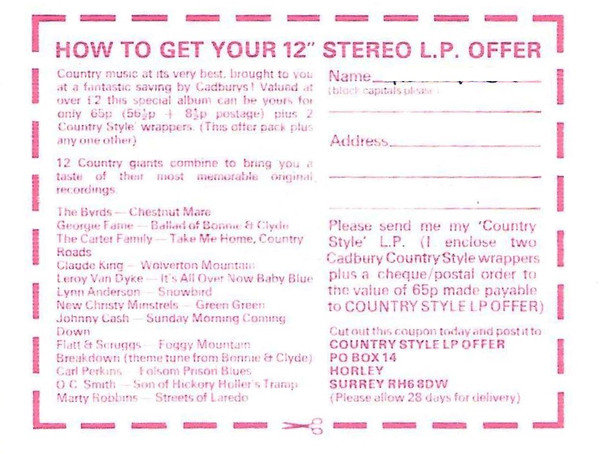 HOW TO GET YOUR 12" STEREO L.P. OFFER
Country music at its very best, brought to you
at a fantastic saving by Cadburys! Valued at
over £2 this special album can be yours for
only 65p (56½p + 8½p postage) plus 2
'Country Style' wrappers. (This offer pack plus
any one other)
12 Country giants combine to bring you a
taste of their most memorable original
recordings.
The Byrds — Chestnut Mare
Georgie Fame — Ballad of Bonnie & Clyde
The Carter Family — Take Me Home, Country
Roads
Claude King — Wolverton Mountain
Leroy Van Dyke — It's All Over Now Baby Blue
Lynn Anderson — Snowbird
New Christy Minstrels — Green Green
Johnny Cash — Sunday Morning Coming
Down
Flatt & Scruggs — Foggy Mountain
Breakdown (theme tune from Bonnie & Clyde)
Carl Perkins — Folsom Prison Blues
O.C. Smith — Son of Hickory Holler's Tramp
Marty Robbins — Streets of Laredo
Name
(block capitals please)
Address
Please send me my 'Country
Style' L.P. (I enclose two
Cadbury Country Style wrappers
plus a cheque/postal order to
the value of 65p made payable
to COUNTRY STYLE LP OFFER)
Cut out this coupon today and post it to
COUNTRY STYLE LP OFFER
PO BOX 14
HORLEY
SURREY RH6 8DW
(Please allow 28 days for delivery)